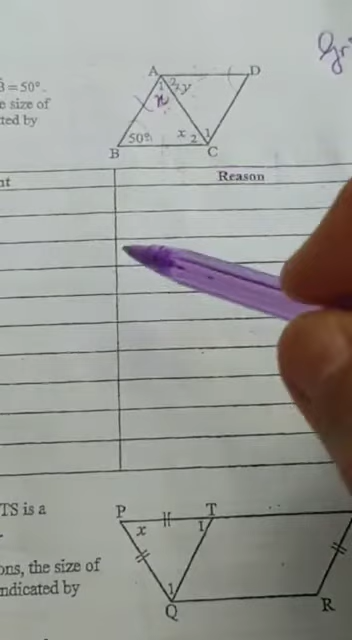 B̂ = 50°.
e size of
ted by
A D
1 2 y
x
50° x 2 1
B C
nt Reason
TS is a
P T
x 1
ons, the size of
ndicated by
1
Q R